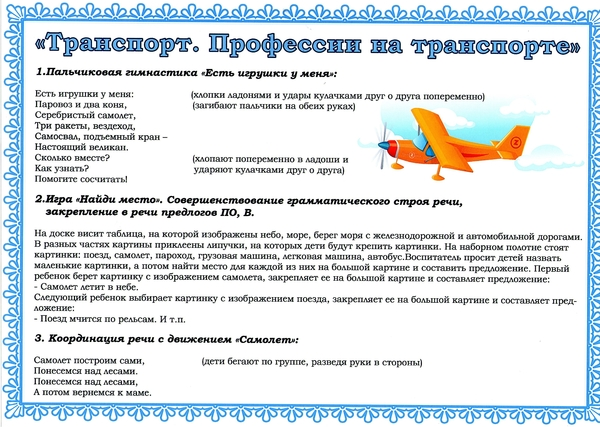 «Транспорт. Профессии на транспорте»
1.Пальчиковая гимнастика «Есть игрушки у меня»:
Есть игрушки у меня: (хлопки ладонями и удары кулачками друг о друга попеременно)
Паровоз и два коня, (загибают пальчики на обеих руках)
Серебристый самолет,
Три ракеты, вездеход,
Самосвал, подъемный кран –
Настоящий великан.
Сколько вместе? (хлопают попеременно в ладоши и
Как узнать? ударяют кулачками друг о друга)
Помогите сосчитать!
2.Игра «Найди место». Совершенствование грамматического строя речи,
закрепление в речи предлогов ПО, В.
На доске висит таблица, на которой изображены небо, море, берег моря с железнодорожной и автомобильной дорогами.
В разных частях картины приклеены липучки, на которых дети будут крепить картинки. На наборном полотне стоят
картинки: поезд, самолет, пароход, грузовая машина, легковая машина, автобус.Воспитатель просит детей назвать
маленькие картинки, а потом найти место для каждой из них на большой картине и составить предложение. Первый
ребенок берет картинку с изображением самолета, закрепляет ее на большой картине и составляет предложение:
- Самолет летит в небе.
Следующий ребенок выбирает картинку с изображением поезда, закрепляет ее на большой картине и составляет пред-
ложение:
- Поезд мчится по рельсам. И т.п.
3. Координация речи с движением «Самолет»:
Самолет построим сами, (дети бегают по группе, разведя руки в стороны)
Понесемся над лесами.
Понесемся над лесами,
А потом вернемся к маме.